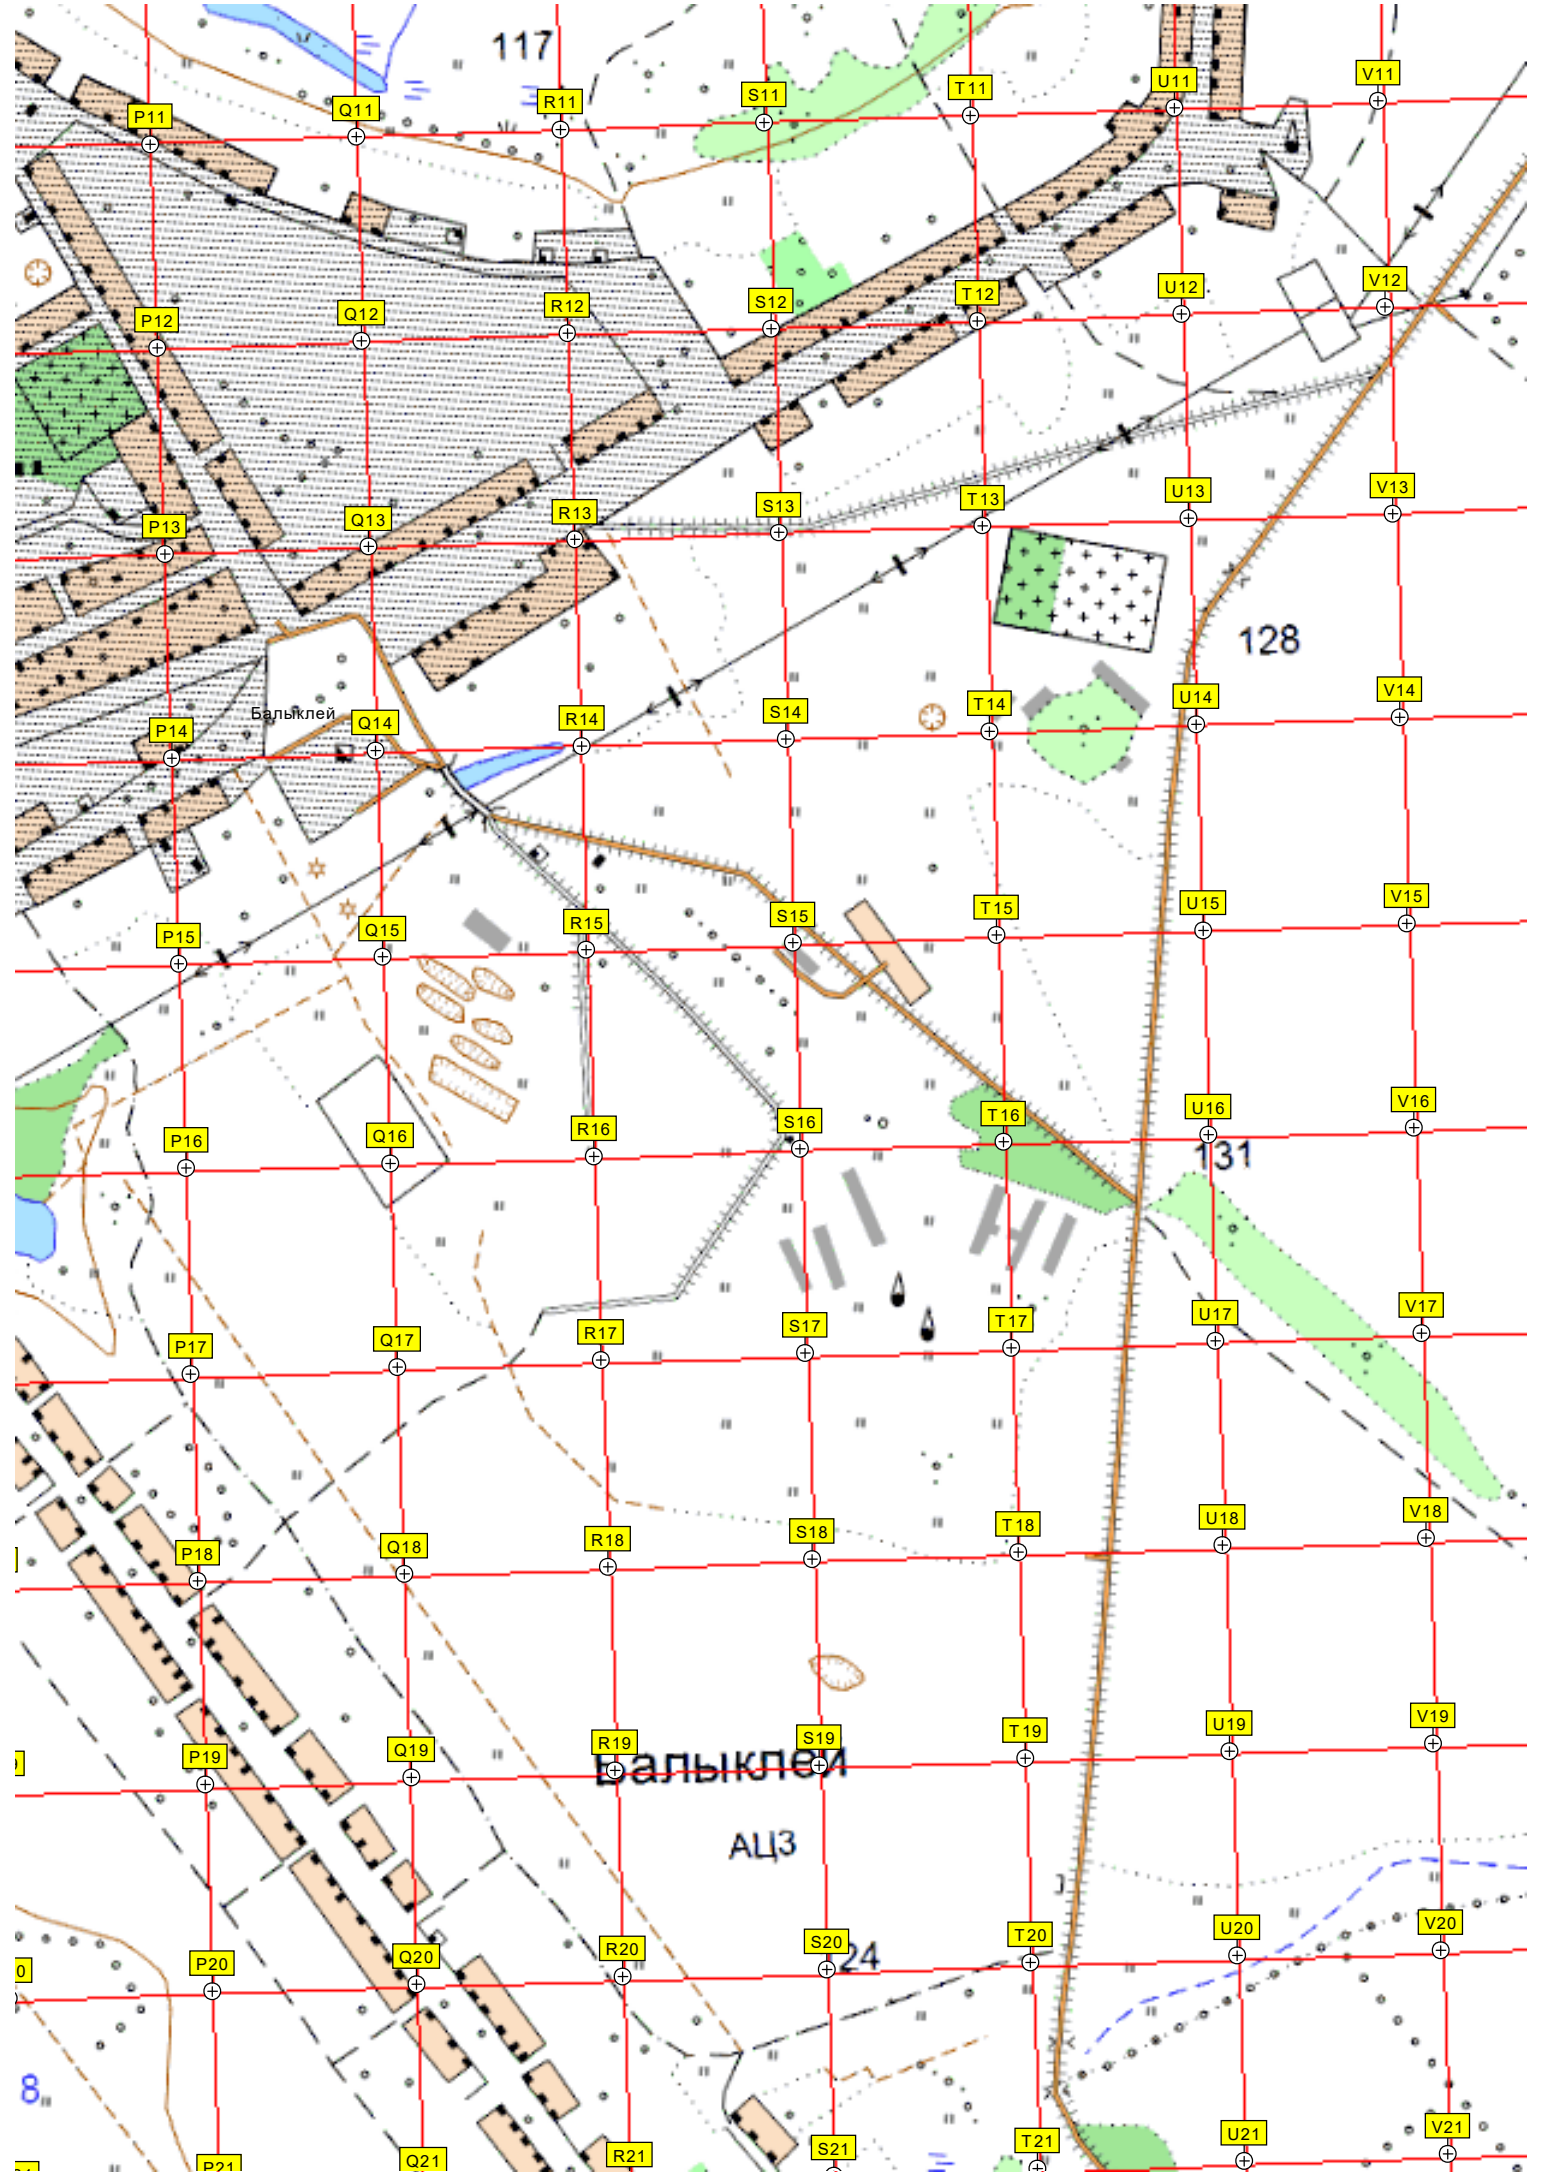 117
P11 Q11 R11 S11 T11 U11 V11
P12 Q12 R12 S12 T12 U12 V12
P13 Q13 R13 S13 T13 U13 V13
128
Балыклей
P14 Q14 R14 S14 T14 U14 V14
P15 Q15 R15 S15 T15 U15 V15
P16 Q16 R16 S16 T16 U16 V16
131
P17 Q17 R17 S17 T17 U17 V17
P18 Q18 R18 S18 T18 U18 V18
P19 Q19 R19 S19 T19 U19 V19
Балыклей
АЦЗ
P20 Q20 R20 S20 T20 U20 V20
24
8
P21 Q21 R21 S21 T21 U21 V21